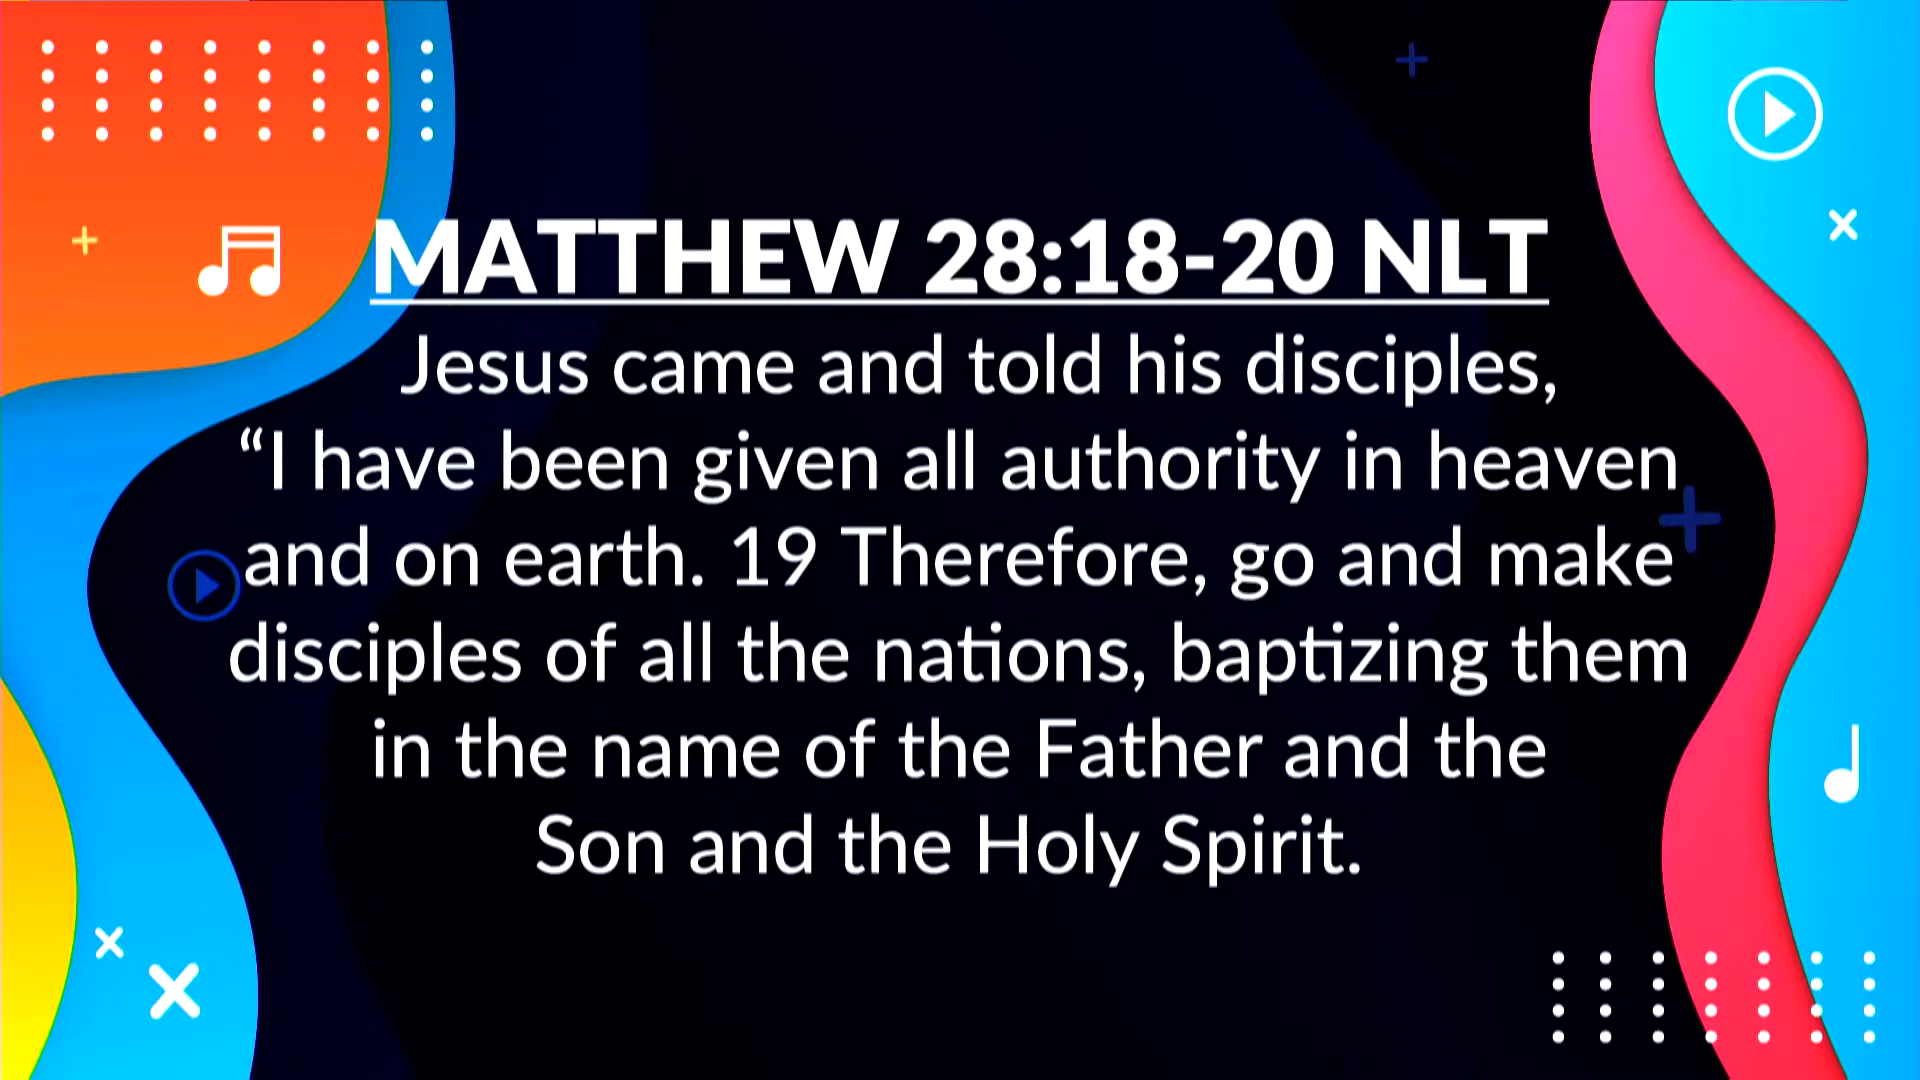 MATTHEW 28:18-20 NLT
Jesus came and told his disciples,
“I have been given all authority in heaven
and on earth. 19 Therefore, go and make
disciples of all the nations, baptizing them
in the name of the Father and the
Son and the Holy Spirit.